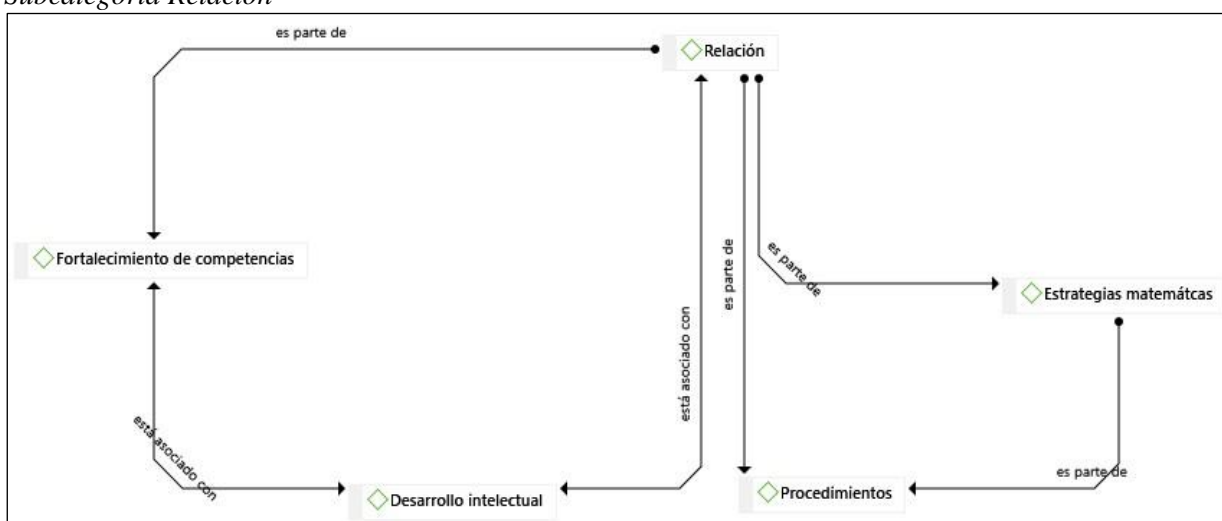 Subcategoría Relación
es parte de
Relación
es parte de
es parte de
Fortalecimiento de competencias
Estrategias matemátcas
está asociado con
está asociado con
es parte de
Desarrollo intelectual
Procedimientos